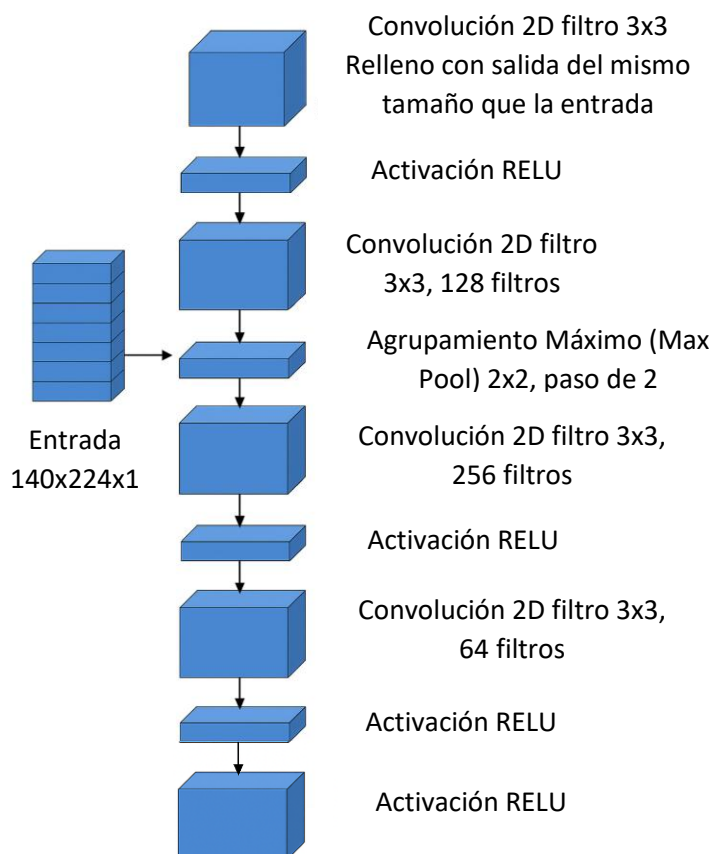 Convolución 2D filtro 3x3
Relleno con salida del mismo
tamaño que la entrada
Activación RELU
Convolución 2D filtro
3x3, 128 filtros
Agrupamiento Máximo (Max
Pool) 2x2, paso de 2
Entrada
140x224x1
Convolución 2D filtro 3x3,
256 filtros
Activación RELU
Convolución 2D filtro 3x3,
64 filtros
Activación RELU
Activación RELU